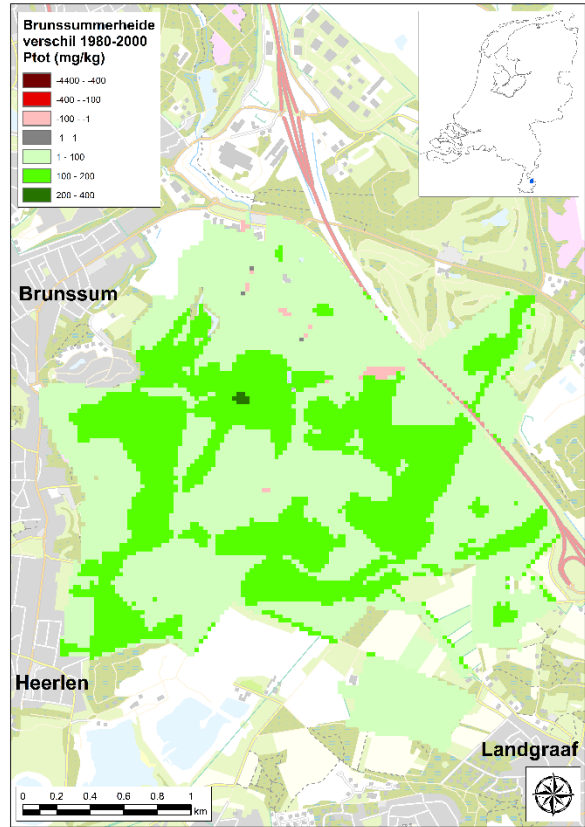 Brunssummerheide
verschil 1980-2000
Ptot (mg/kg)
-4400 - -400
-400 - -100
-100 - -1
1 1
1 - 100
100 - 200
200 - 400
Brunssum
Heerlen
Landgraaf
0 0,2 0,4 0,6 0,8 1
km